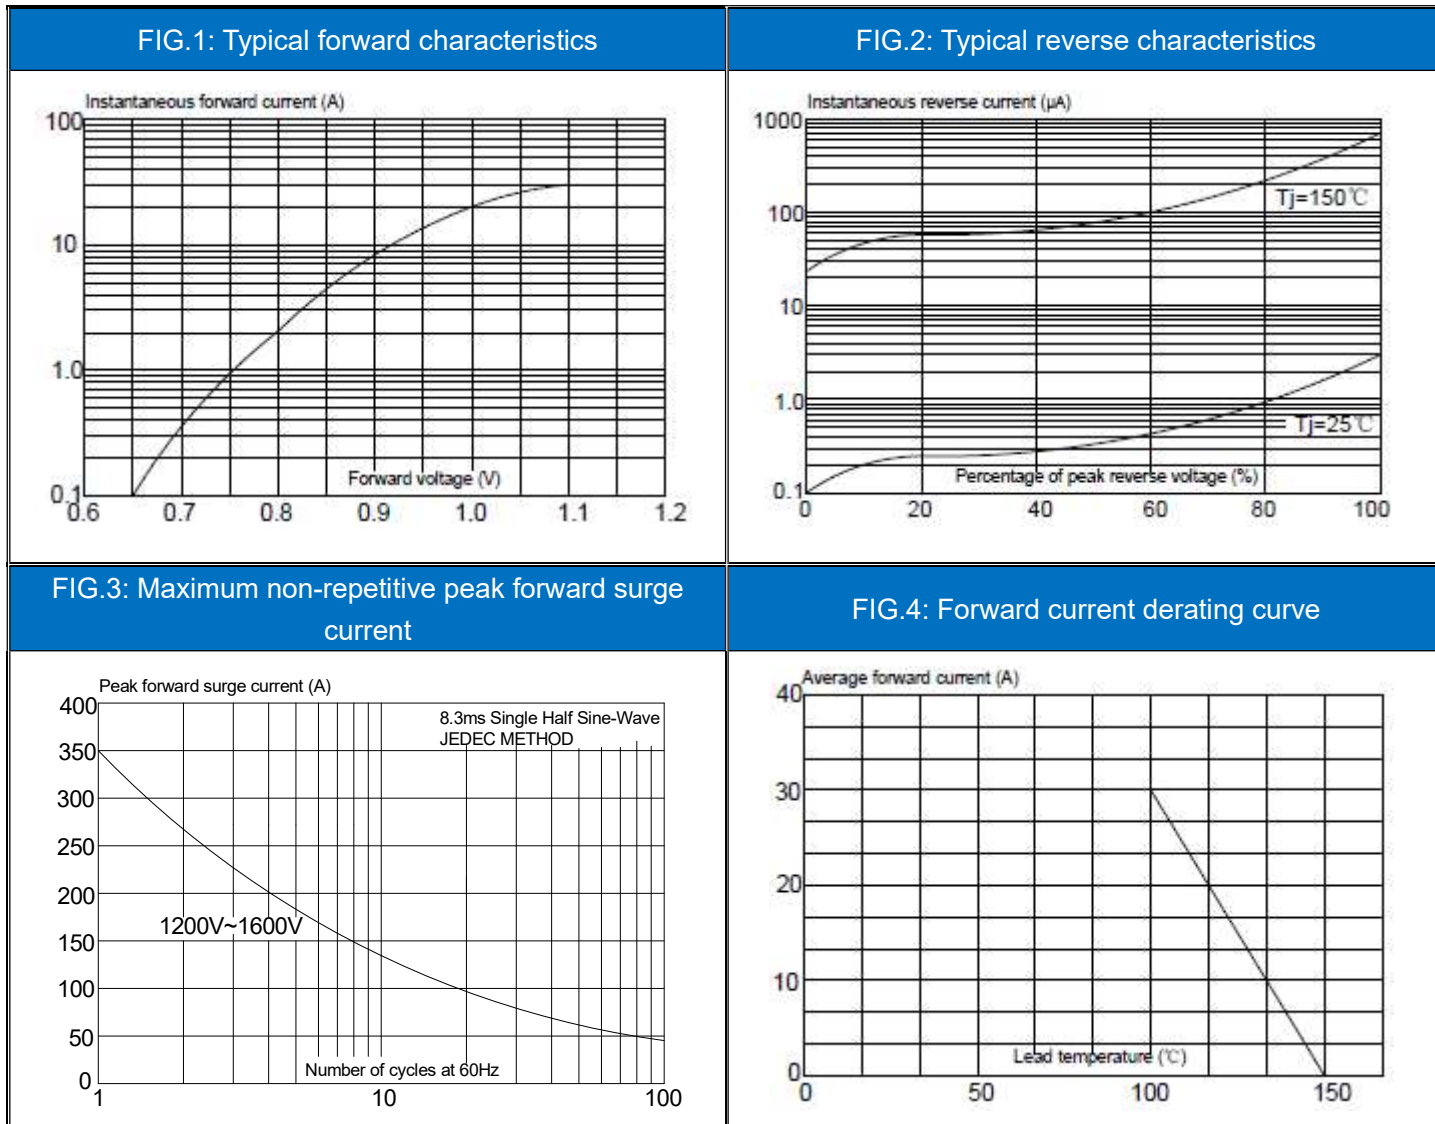 FIG.1: Typical forward characteristics
Instantaneous forward current (A)
100
10
1.0
0.1
Forward voltage (V)
0.6 0.7 0.8 0.9 1.0 1.1 1.2
FIG.2: Typical reverse characteristics
Instantaneous reverse current (μA)
1000
Tj=150℃
100
10
1.0
Tj=25℃
Percentage of peak reverse voltage (%)
0.1
0 20 40 60 80 100
FIG.3: Maximum non-repetitive peak forward surge
current
Peak forward surge current (A)
400
8.3ms Single Half Sine-Wave
JEDEC METHOD
350
300
250
200
1200V~1600V
150
100
50
Number of cycles at 60Hz
0
1 10 100
FIG.4: Forward current derating curve
Average forward current (A)
40
30
20
10
Lead temperature (℃)
0
0 50 100 150